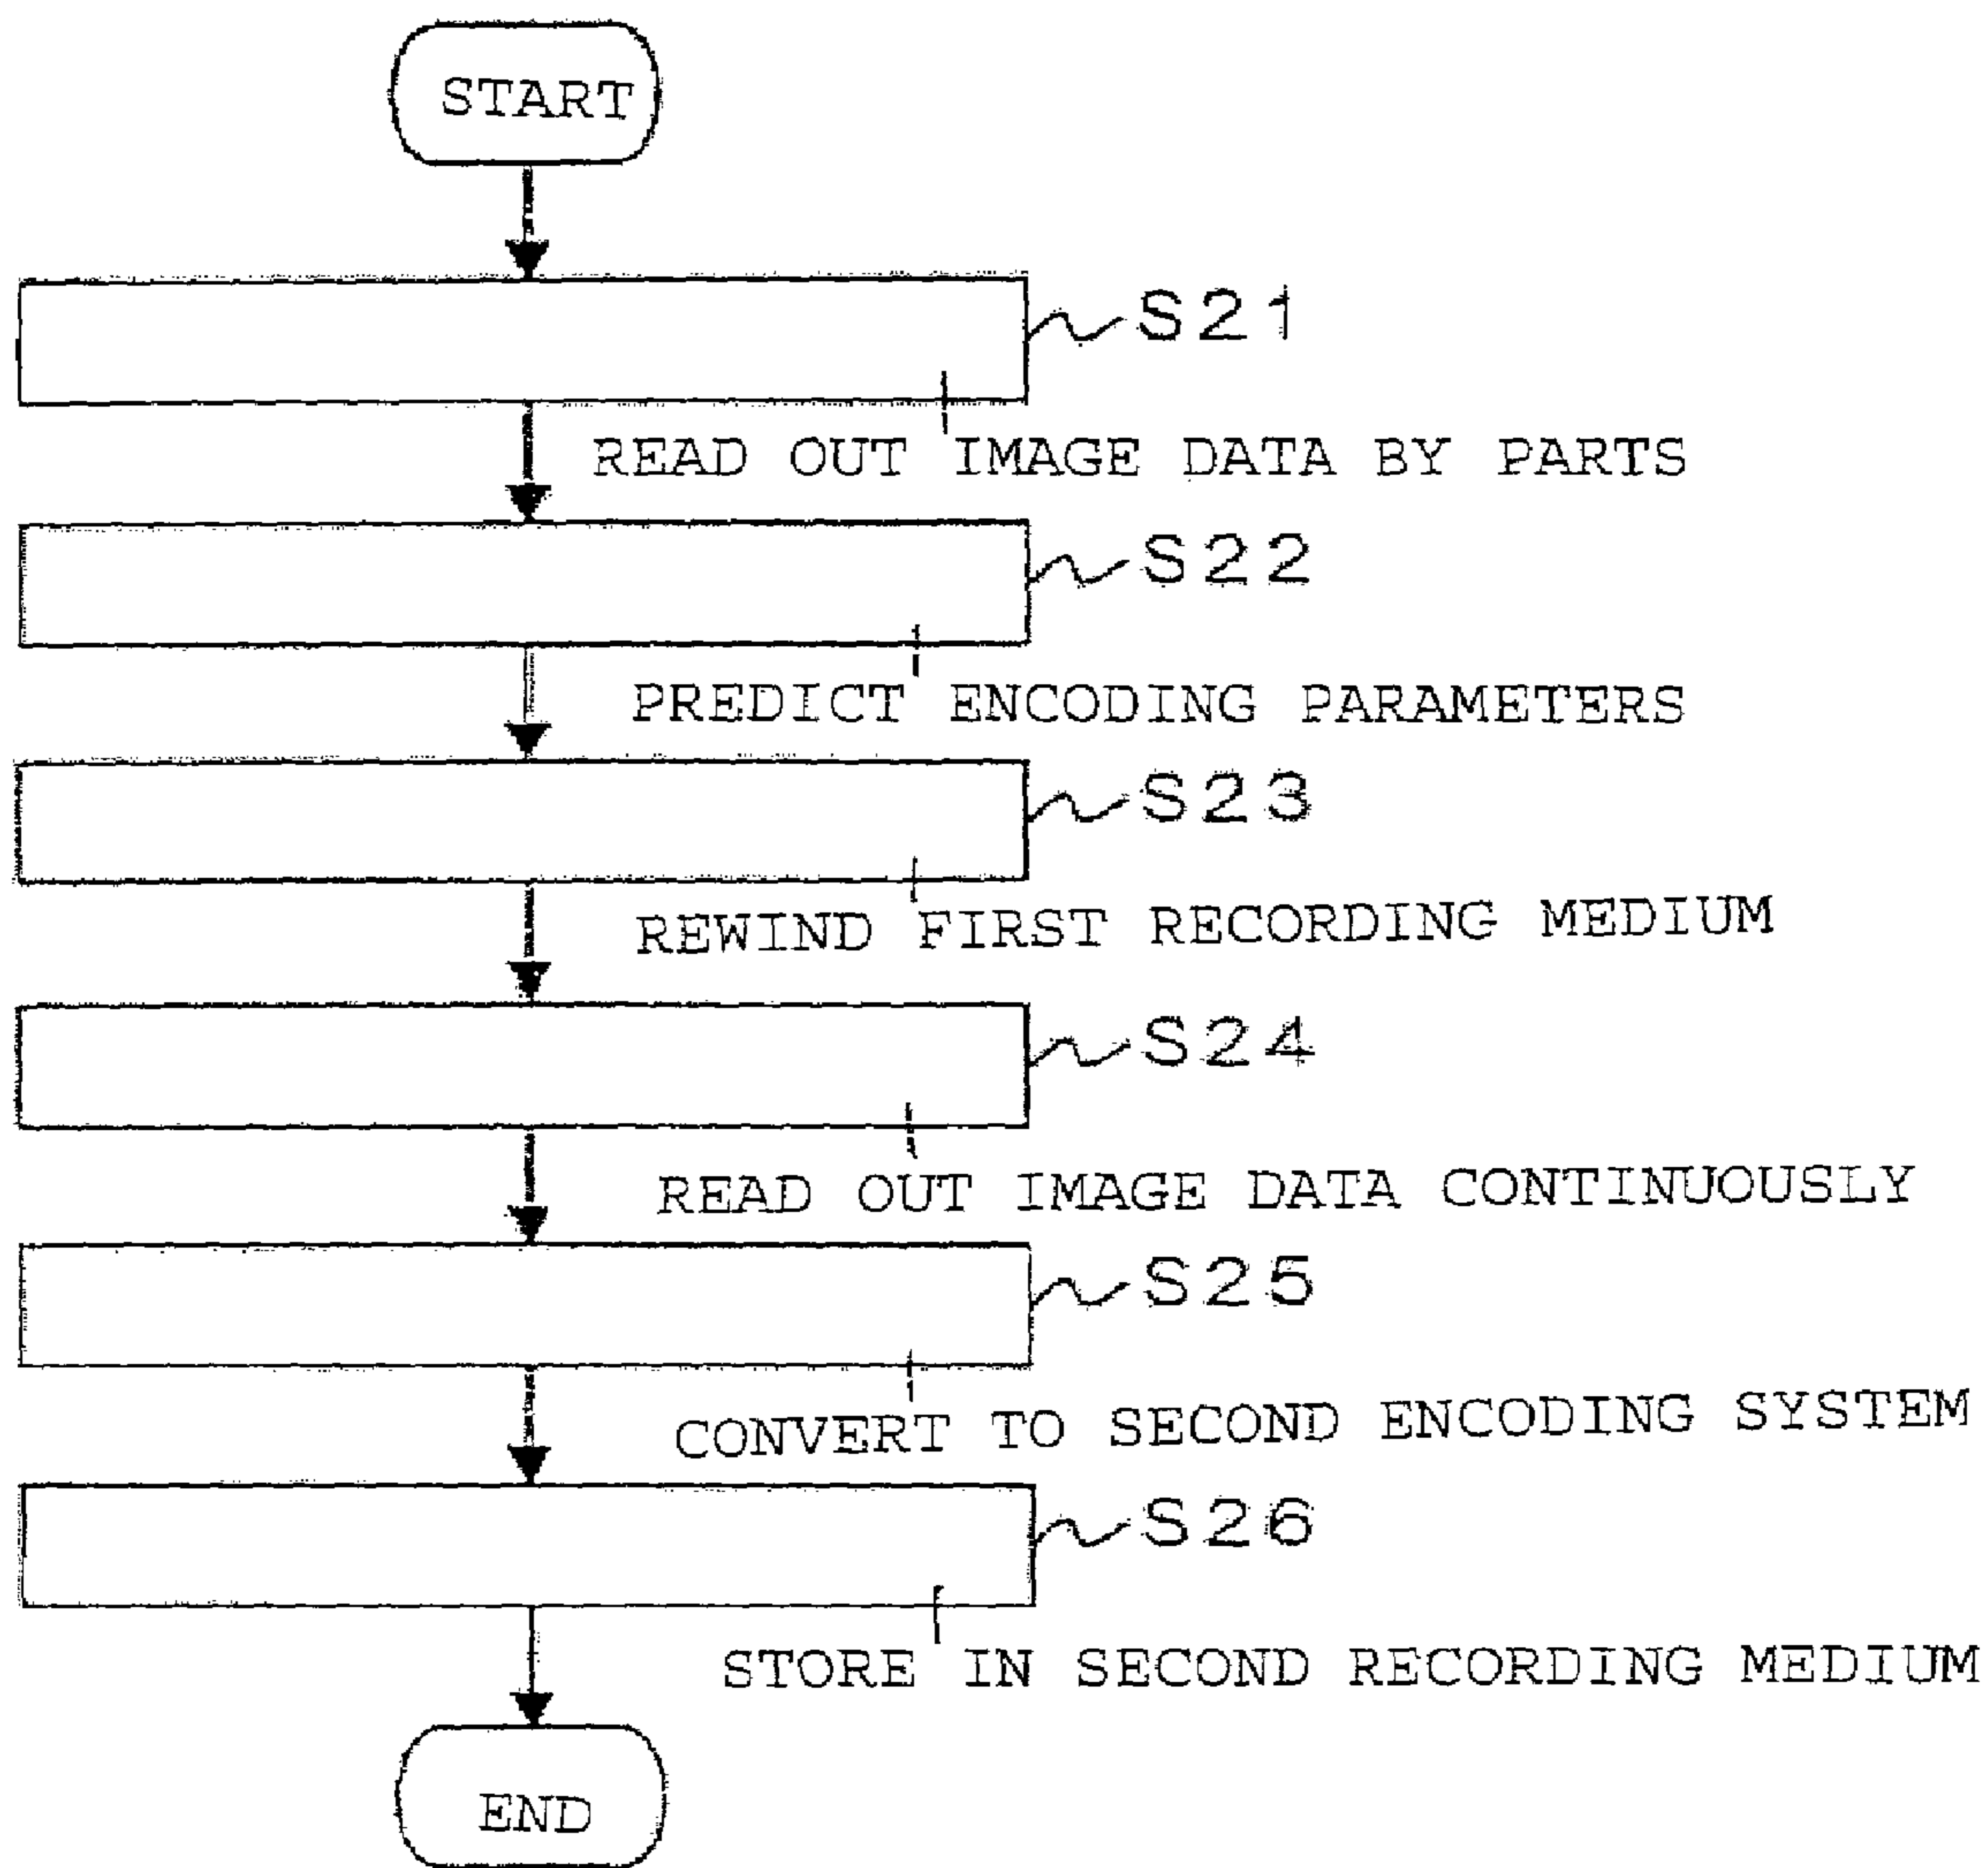 START
S21
READ OUT IMAGE DATA BY PARTS
S22
PREDICT ENCODING PARAMETERS
S23
REWIND FIRST RECORDING MEDIUM
S24
READ OUT IMAGE DATA CONTINUOUSLY
S25
CONVERT TO SECOND ENCODING SYSTEM
S26
STORE IN SECOND RECORDING MEDIUM
END